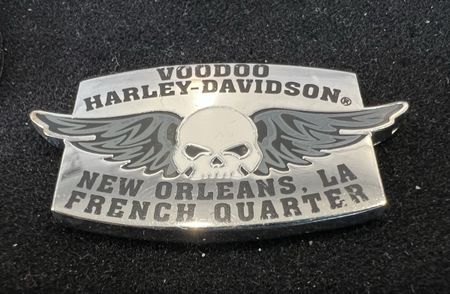 VOODOO
HARLEY-DAVIDSON®
NEW ORLEANS, LA
FRENCH QUARTER